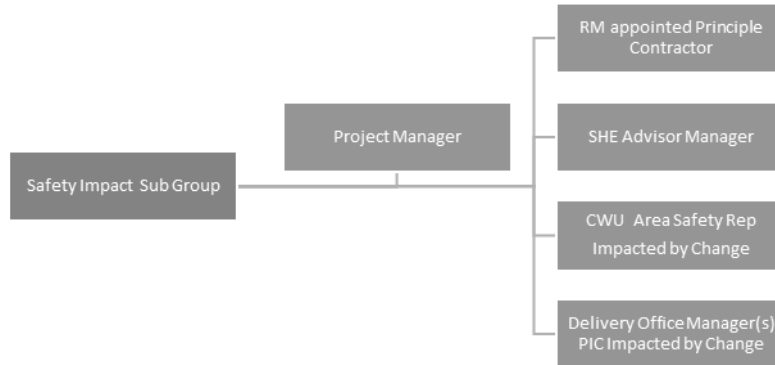 RM appointed Principle
Contractor
Project Manager
SHE Advisor Manager
Safety Impact Sub Group
CWU Area Safety Rep
Impacted by Change
Delivery Office Manager(s)
PIC Impacted by Change